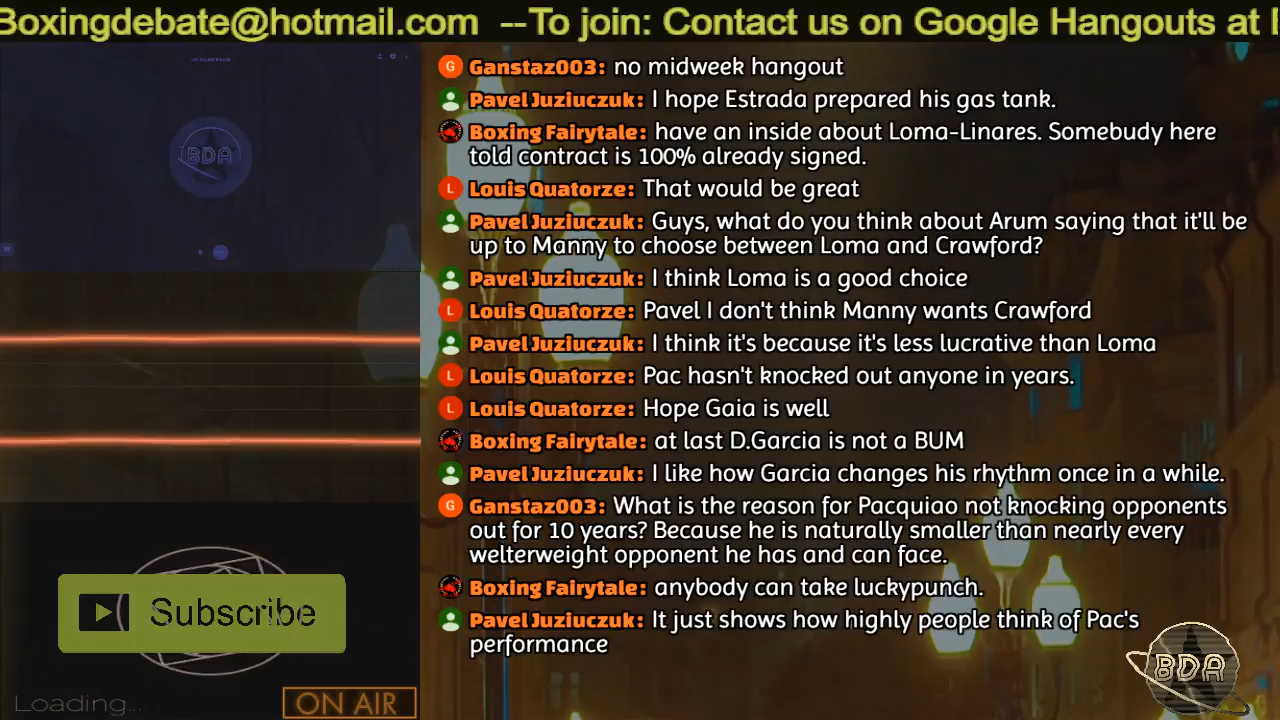 Boxingdebate@hotmail.com --To join: Contact us on Google Hangouts at
BDA
G Ganstaz003: no midweek hangout
Pavel Juziuczuk: I hope Estrada prepared his gas tank.
Boxing Fairytale: have an inside about Loma-Linares. Somebudy here
told contract is 100% already signed.
L Louis Quatorze: That would be great
Pavel Juziuczuk: Guys, what do you think about Arum saying that it'll be
up to Manny to choose between Loma and Crawford?
Pavel Juziuczuk: I think Loma is a good choice
L Louis Quatorze: Pavel I don't think Manny wants Crawford
Pavel Juziuczuk: I think it's because it's less lucrative than Loma
L Louis Quatorze: Pac hasn't knocked out anyone in years.
L Louis Quatorze: Hope Gaia is well
Boxing Fairytale: at last D.Garcia is not a BUM
Pavel Juziuczuk: I like how Garcia changes his rhythm once in a while.
G Ganstaz003: What is the reason for Pacquiao not knocking opponents
out for 10 years? Because he is naturally smaller than nearly every
welterweight opponent he has and can face.
Boxing Fairytale: anybody can take luckypunch.
Pavel Juziuczuk: It just shows how highly people think of Pac's
performance
Subscribe
Loading...
ON AIR
BDA